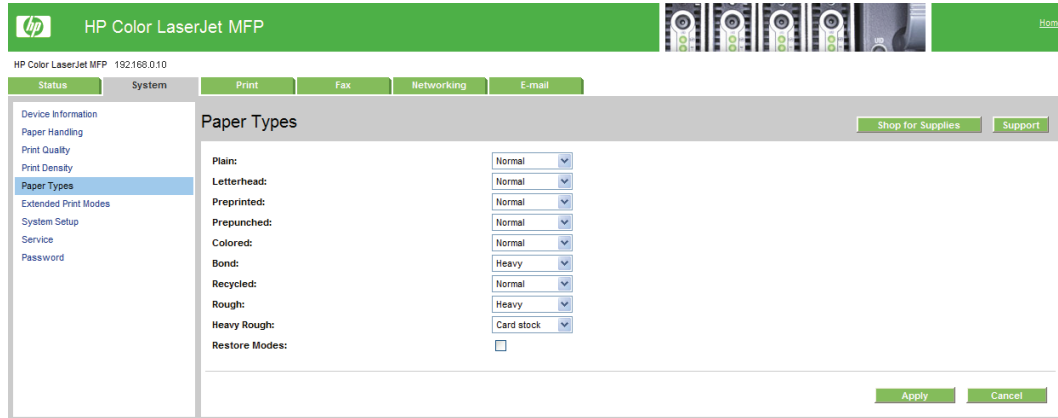 hp HP Color LaserJet MFP
HP Color LaserJet MFP 192.168.0.10
Status System Print Fax Networking E-mail
Device Information
Paper Handling
Print Quality
Print Density
Paper Types
Extended Print Modes
System Setup
Service
Password
Paper Types
Shop for Supplies Support
Plain: Normal
Letterhead: Normal
Preprinted: Normal
Prepunched: Normal
Colored: Normal
Bond: Heavy
Recycled: Normal
Rough: Heavy
Heavy Rough: Card stock
Restore Modes:
Apply Cancel